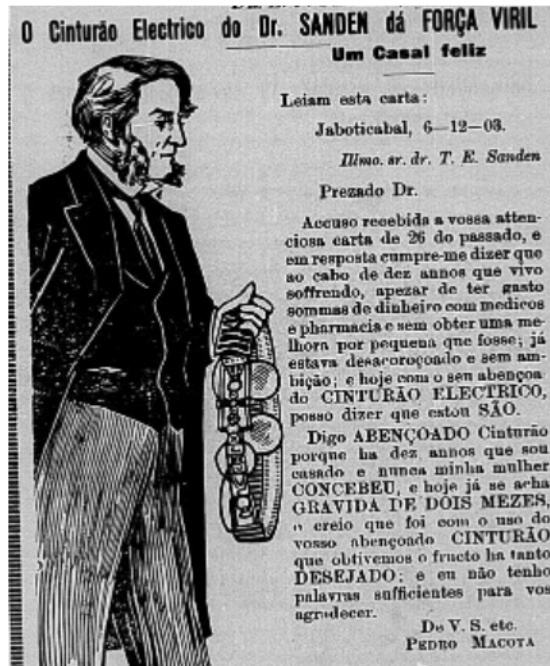 O Cinturão Electrico do Dr. SANDEN dá FORÇA VIRIL
Um Casal feliz
Leiam esta carta:
Jaboticabal, 6—12—03.
Illmo. sr. dr. T. E. Sanden
Prezado Dr.
Accuso recebida a vossa atten-
ciosa carta de 26 do passado, e
em resposta cumpre-me dizer que
ao cabo de dez annos que vivo
soffrendo, apezar de ter gasto
sommas de dinheiro com medicos
e pharmacia e sem obter uma me-
lhora por pequena que fosse; já
estava desacoroçoado e sem am-
bição; e hoje com o seu abençoa-
do CINTURÃO ELECTRICO,
posso dizer que estou SÃO.
Digo ABENÇOADO Cinturão
porque ha dez annos que sou
casado e nunca minha mulher
CONCEBEU, e hoje já se acha
GRAVIDA DE DOIS MEZES,
e creio que foi com o uso do
vosso abençoado CINTURÃO
que obtivemos o fructo ha tanto
DESEJADO; e eu não tenho
palavras sufficientes para vos
agradecer.
De V. S. etc.
PEDRO MACOTA